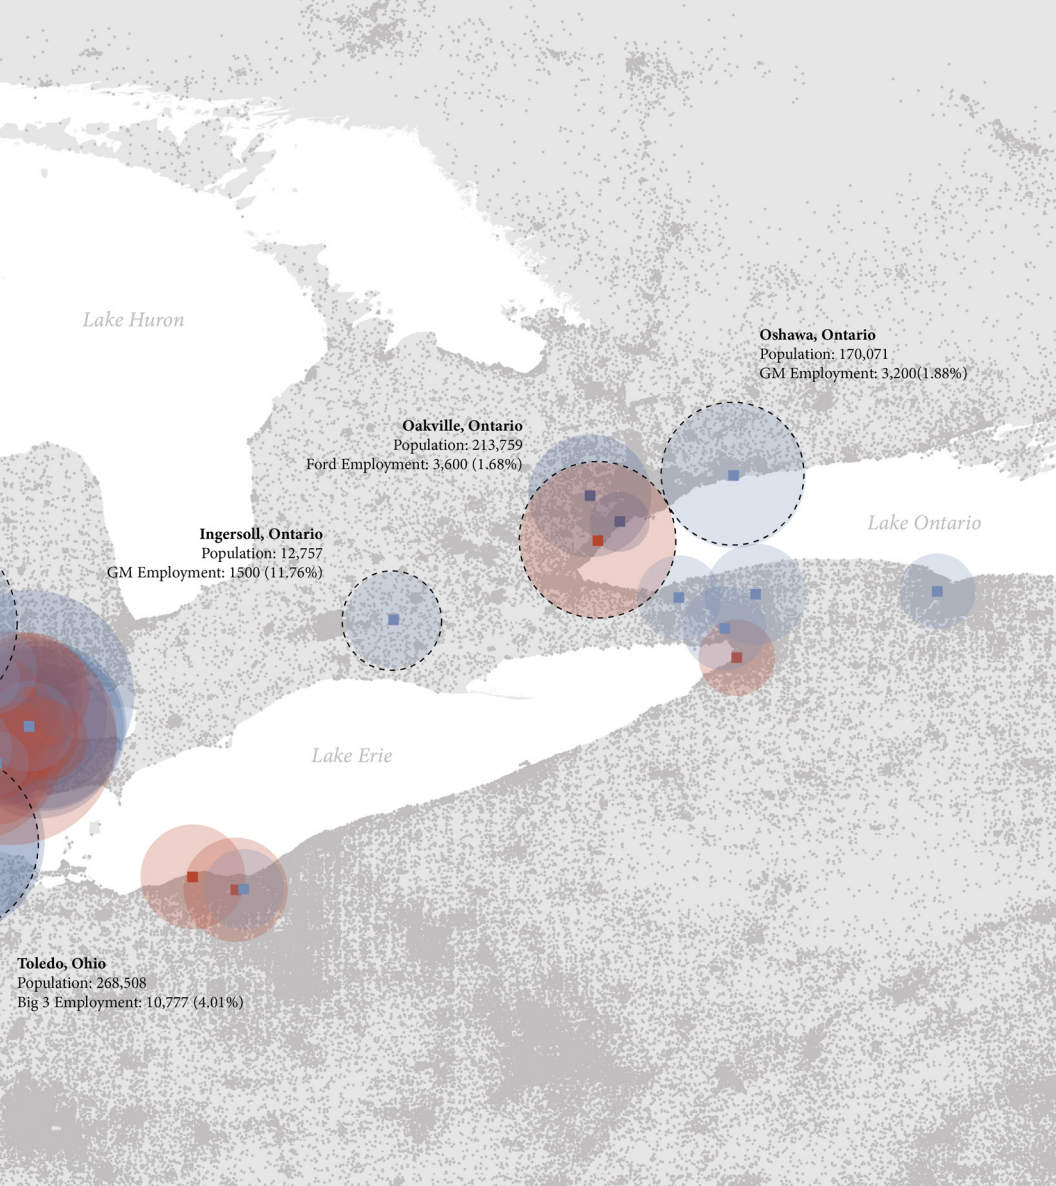 Lake Huron
Oshawa, Ontario
Population: 170,071
GM Employment: 3,200(1.88%)
Oakville, Ontario
Population: 213,759
Ford Employment: 3,600 (1.68%)
Lake Ontario
Ingersoll, Ontario
Population: 12,757
GM Employment: 1500 (11.76%)
Lake Erie
Toledo, Ohio
Population: 268,508
Big 3 Employment: 10,777 (4.01%)